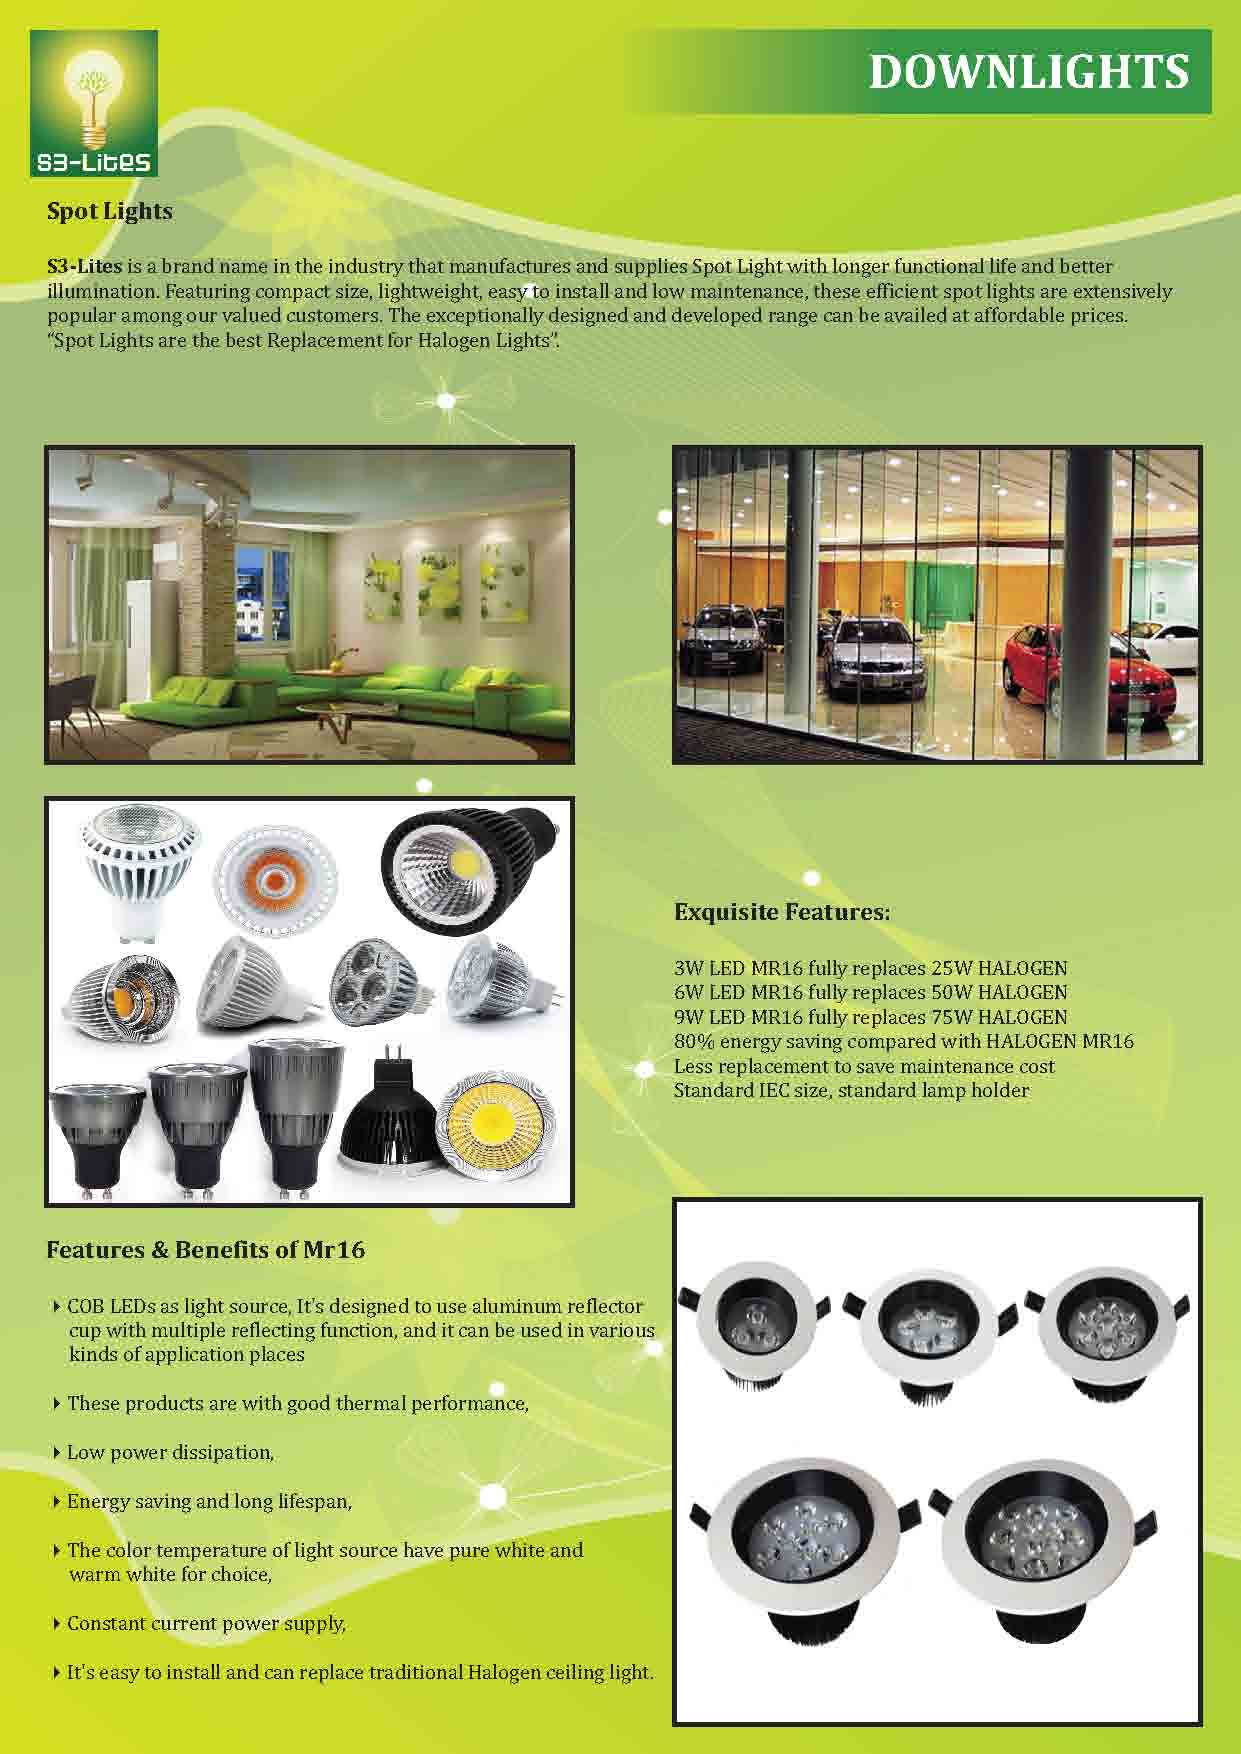 S3-Lites
DOWNLIGHTS
Spot Lights
S3-Lites is a brand name in the industry that manufactures and supplies Spot Light with longer functional life and better
illumination. Featuring compact size, lightweight, easy to install and low maintenance, these efficient spot lights are extensively
popular among our valued customers. The exceptionally designed and developed range can be availed at affordable prices.
“Spot Lights are the best Replacement for Halogen Lights”.
Exquisite Features:
3W LED MR16 fully replaces 25W HALOGEN
6W LED MR16 fully replaces 50W HALOGEN
9W LED MR16 fully replaces 75W HALOGEN
80% energy saving compared with HALOGEN MR16
Less replacement to save maintenance cost
Standard IEC size, standard lamp holder
Features & Benefits of Mr16
COB LEDs as light source, It's designed to use aluminum reflector
cup with multiple reflecting function, and it can be used in various
kinds of application places
These products are with good thermal performance,
Low power dissipation,
Energy saving and long lifespan,
The color temperature of light source have pure white and
warm white for choice,
Constant current power supply,
It's easy to install and can replace traditional Halogen ceiling light.